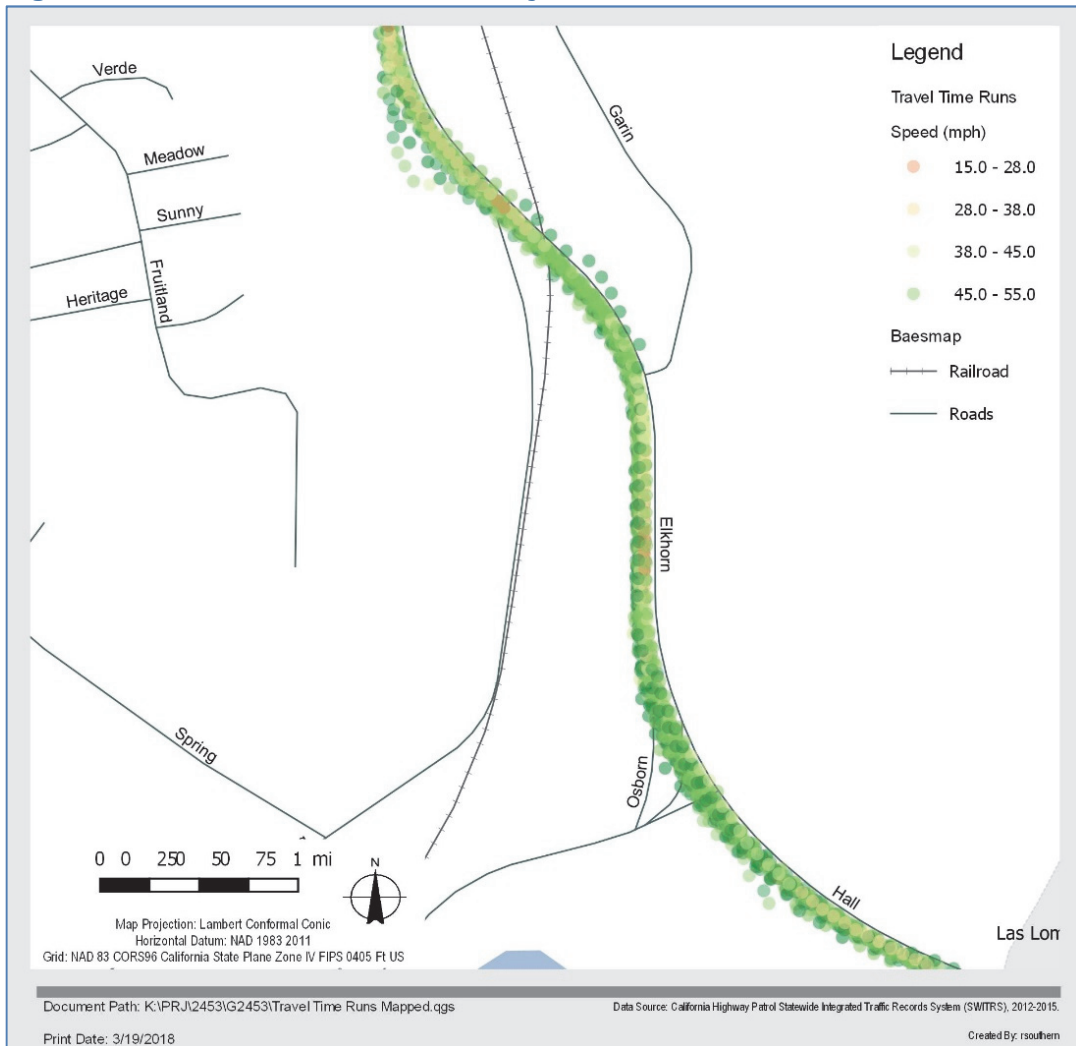 Verde
Meadow
Sunny
Fruitland
Heritage
Garin
Elkhorn
Spring
Osborn
Hall
Las Lom
Legend
Travel Time Runs
Speed (mph)
15.0 - 28.0
28.0 - 38.0
38.0 - 45.0
45.0 - 55.0
Baesmap
Railroad
Roads
0 0 250 50 75 1 mi
N
Map Projection: Lambert Conformal Conic
Horizontal Datum: NAD 1983 2011
Grid: NAD 83 CORS96 California State Plane Zone IV FIPS 0405 Ft US
Document Path: K:\PRJ\2453\G2453\Travel Time Runs Mapped.qgs
Data Source: California Highway Patrol Statewide Integrated Traffic Records System (SWITRS), 2012-2015.
Print Date: 3/19/2018
Created By: rsouthern